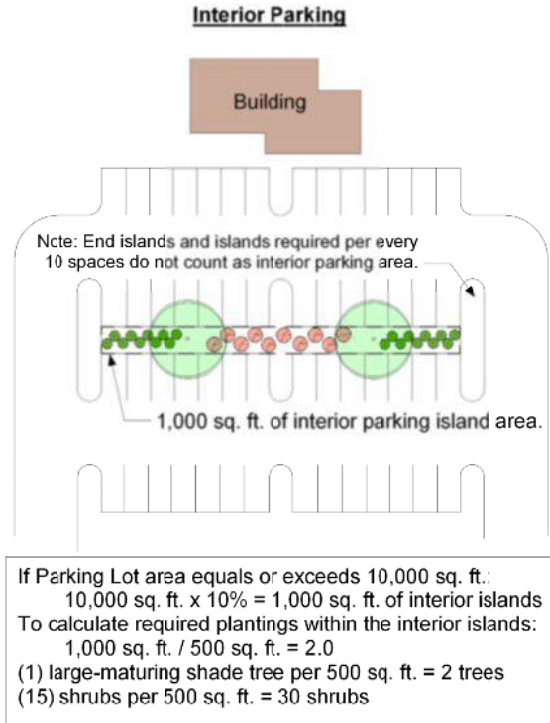 Interior Parking
Building
Note: End islands and islands required per every
10 spaces do not count as interior parking area.
1,000 sq. ft. of interior parking island area.
If Parking Lot area equals or exceeds 10,000 sq. ft.:
10,000 sq. ft. x 10% = 1,000 sq. ft. of interior islands
To calculate required plantings within the interior islands:
1,000 sq. ft. / 500 sq. ft. = 2.0
(1) large-maturing shade tree per 500 sq. ft. = 2 trees
(15) shrubs per 500 sq. ft. = 30 shrubs